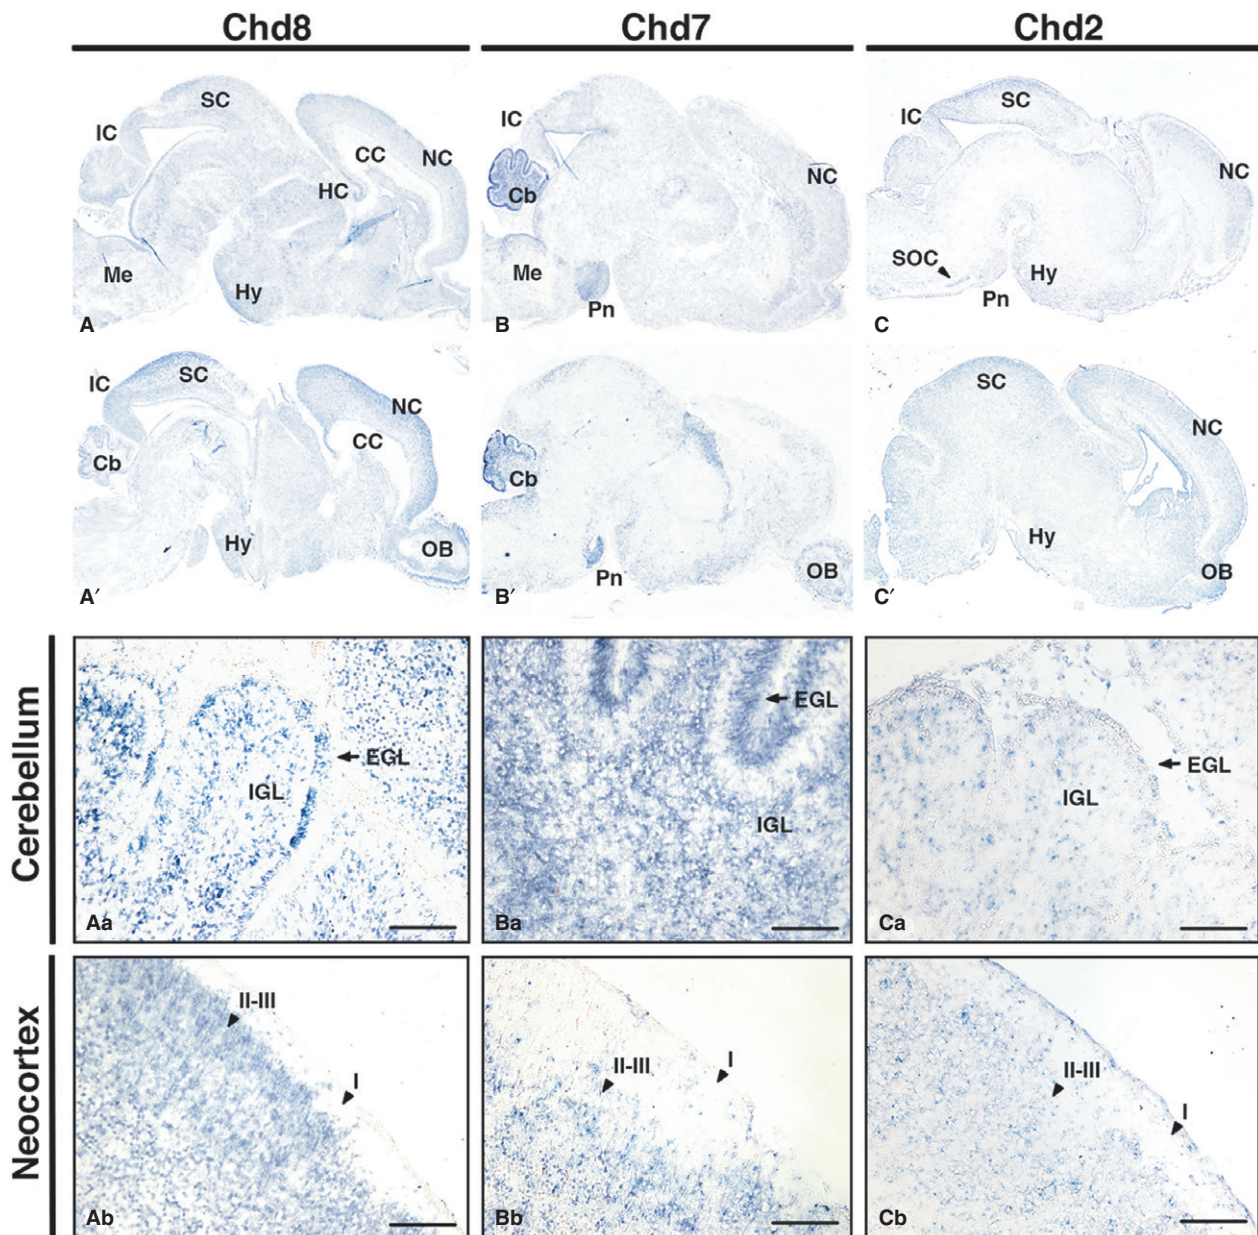 Chd8 Chd7 Chd2
SC
IC
CC
NC
HC
Me
Hy
A
IC
Cb
NC
Me
Pn
B
SC
IC
NC
SOC
Hy
Pn
C
SC
IC
NC
CC
Cb
Hy
OB
A′
Cb
Pn
OB
B′
SC
NC
Hy
OB
C′
Cerebellum
EGL
IGL
Aa
EGL
IGL
Ba
EGL
IGL
Ca
Neocortex
II-III
I
Ab
II-III
I
Bb
II-III
I
Cb